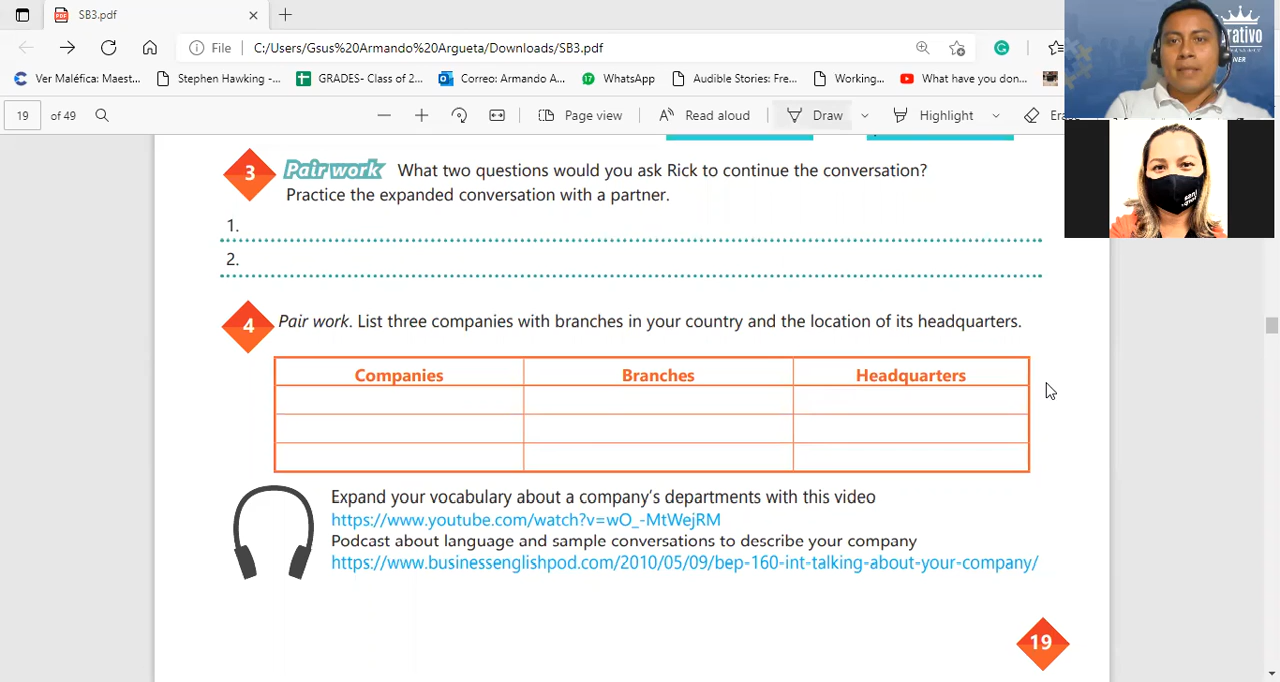 SB3.pdf
File
C:/Users/Gsus%20Armando%20Argueta/Downloads/SB3.pdf
Ver Maléfica: Maest...
Stephen Hawking -...
GRADES- Class of 2...
Correo: Armando A...
WhatsApp
Audible Stories: Fre...
Working...
What have you don...
19 of 49
Page view
Read aloud
Draw
Highlight
Era
rativo
NER
3 Pair work What two questions would you ask Rick to continue the conversation?
Practice the expanded conversation with a partner.
1.
2.
4 Pair work. List three companies with branches in your country and the location of its headquarters.
Companies Branches Headquarters
Expand your vocabulary about a company's departments with this video
https://www.youtube.com/watch?v=wO_-MtWejRM
Podcast about language and sample conversations to describe your company
https://www.businessenglishpod.com/2010/05/09/bep-160-int-talking-about-your-company/
19